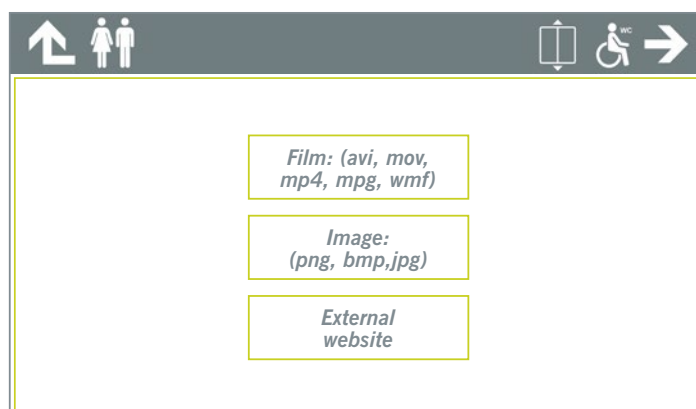 WC
Film: (avi, mov,
mp4, mpg, wmf)
Image:
(png, bmp,jpg)
External
website